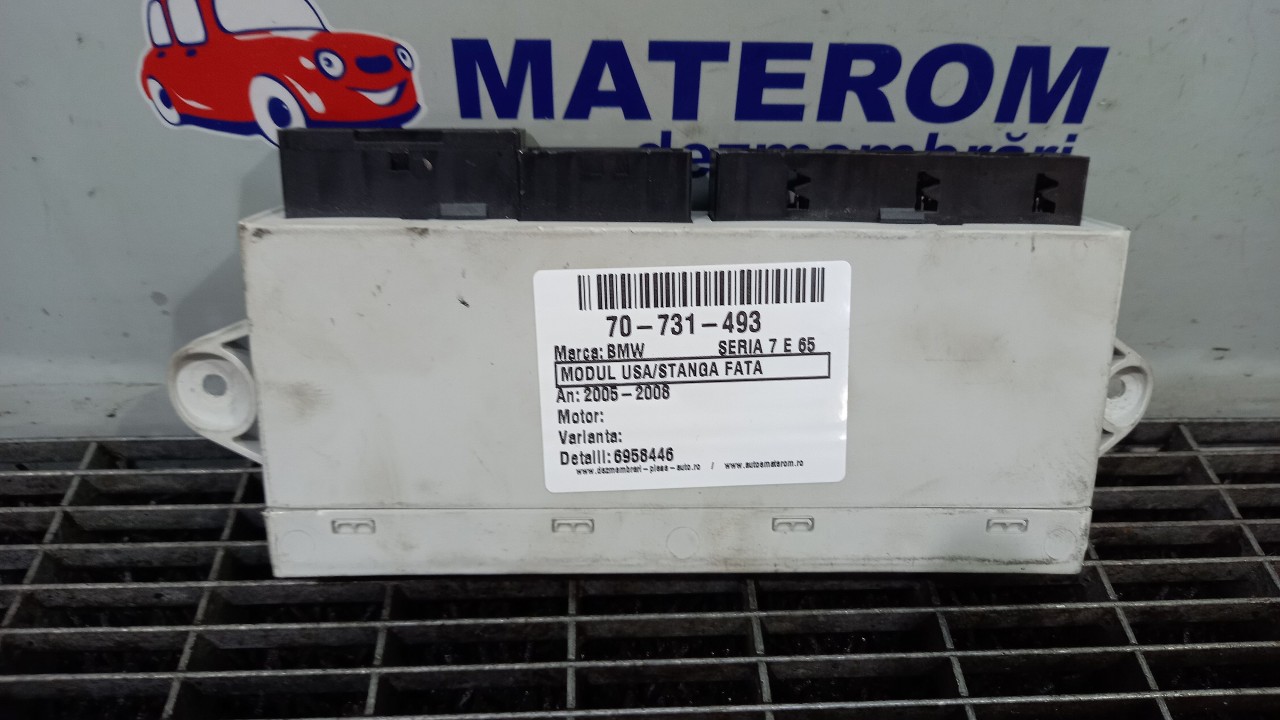 MATEROM
dezmembrări
70-731-493
Marca: BMW SERIA 7 E 65
MODUL USA/STANGA FATA
An: 2005-2008
Motor:
Varianta:
Detalii: 6958446
www.dezmembrari-piese-auto.ro / www.autoematerom.ro